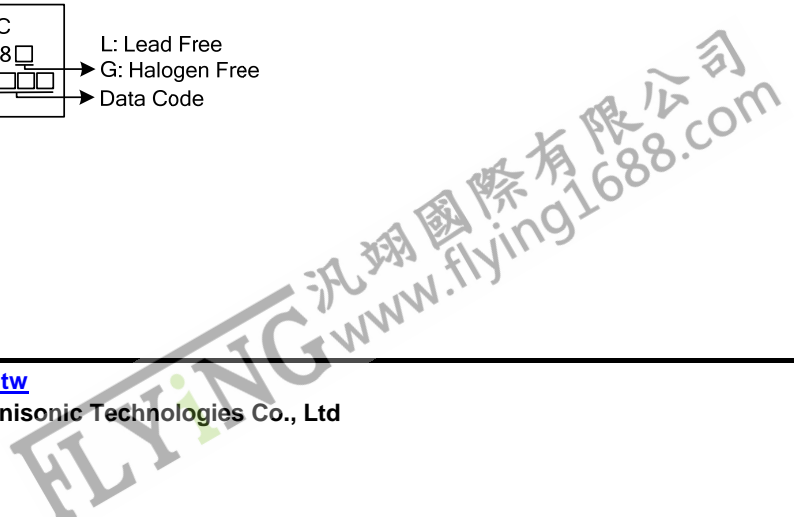 C
8□
L: Lead Free
G: Halogen Free
□□□
Data Code
tw
nisonic Technologies Co., Ltd
FLYiNG 汎翊國際有限公司
www.flying1688.com